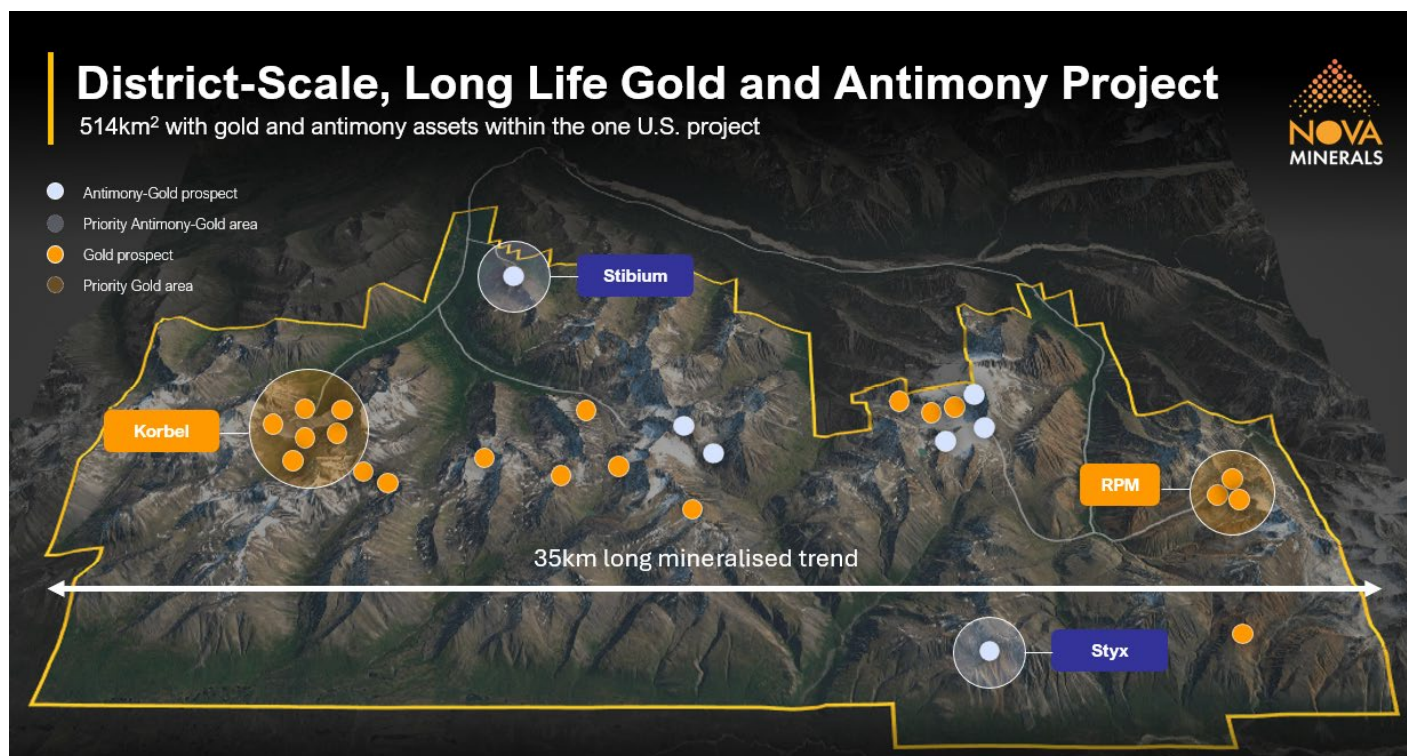 District-Scale, Long Life Gold and Antimony Project
514km² with gold and antimony assets within the one U.S. project
NOVA
MINERALS
Antimony-Gold prospect
Priority Antimony-Gold area
Gold prospect
Priority Gold area
Stibium
Korbel
RPM
35km long mineralised trend
Styx